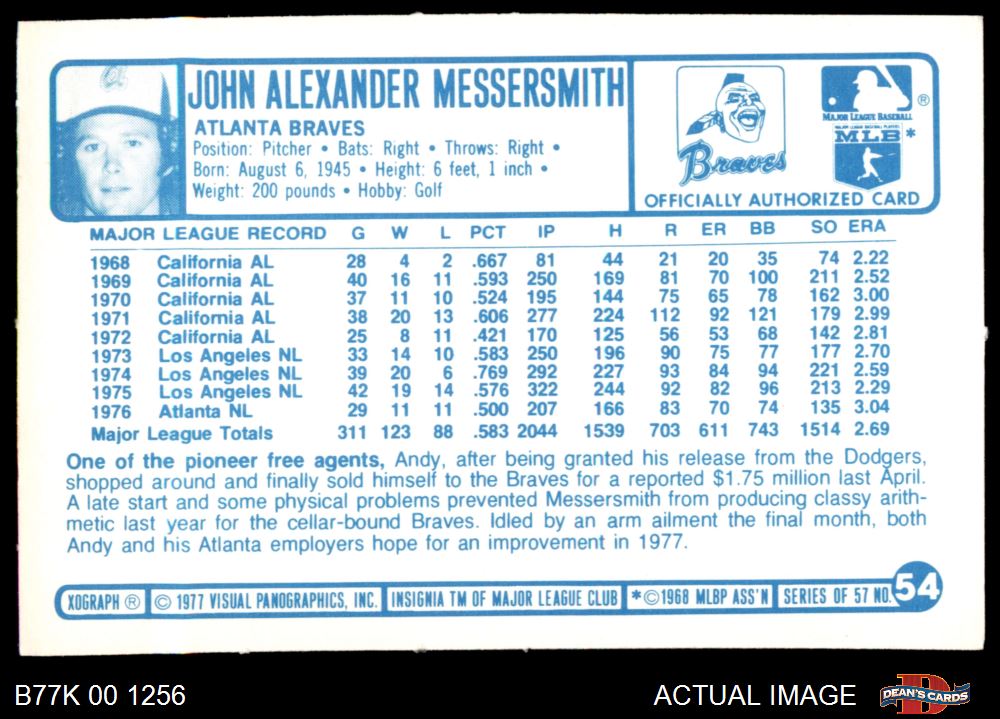 a
JOHN ALEXANDER MESSERSMITH
ATLANTA BRAVES
Position: Pitcher • Bats: Right • Throws: Right •
Born: August 6, 1945 • Height: 6 feet, 1 inch •
Weight: 200 pounds • Hobby: Golf
Braves
®
MAJOR LEAGUE BASEBALL
MAJOR LEAGUE BASEBALL PLAYERS
MLB *
OFFICIALLY AUTHORIZED CARD
MAJOR LEAGUE RECORD G W L PCT IP H R ER BB SO ERA
1968 California AL 28 4 2 .667 81 44 21 20 35 74 2.22
1969 California AL 40 16 11 .593 250 169 81 70 100 211 2.52
1970 California AL 37 11 10 .524 195 144 75 65 78 162 3.00
1971 California AL 38 20 13 .606 277 224 112 92 121 179 2.99
1972 California AL 25 8 11 .421 170 125 56 53 68 142 2.81
1973 Los Angeles NL 33 14 10 .583 250 196 90 75 77 177 2.70
1974 Los Angeles NL 39 20 6 .769 292 227 93 84 94 221 2.59
1975 Los Angeles NL 42 19 14 .576 322 244 92 82 96 213 2.29
1976 Atlanta NL 29 11 11 .500 207 166 83 70 74 135 3.04
Major League Totals 311 123 88 .583 2044 1539 703 611 743 1514 2.69
One of the pioneer free agents, Andy, after being granted his release from the Dodgers,
shopped around and finally sold himself to the Braves for a reported $1.75 million last April.
A late start and some physical problems prevented Messersmith from producing classy arith-
metic last year for the cellar-bound Braves. Idled by an arm ailment the final month, both
Andy and his Atlanta employers hope for an improvement in 1977.
XOGRAPH ® © 1977 VISUAL PANOGRAPHICS, INC. INSIGNIA TM OF MAJOR LEAGUE CLUB *©1968 MLBP ASS'N SERIES OF 57 NO. 54
B77K 00 1256
ACTUAL IMAGE
D
DEAN'S CARDS